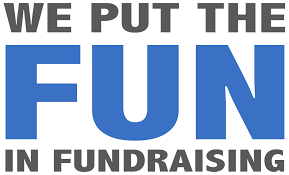 WE PUT THE
FUN
IN FUNDRAISING